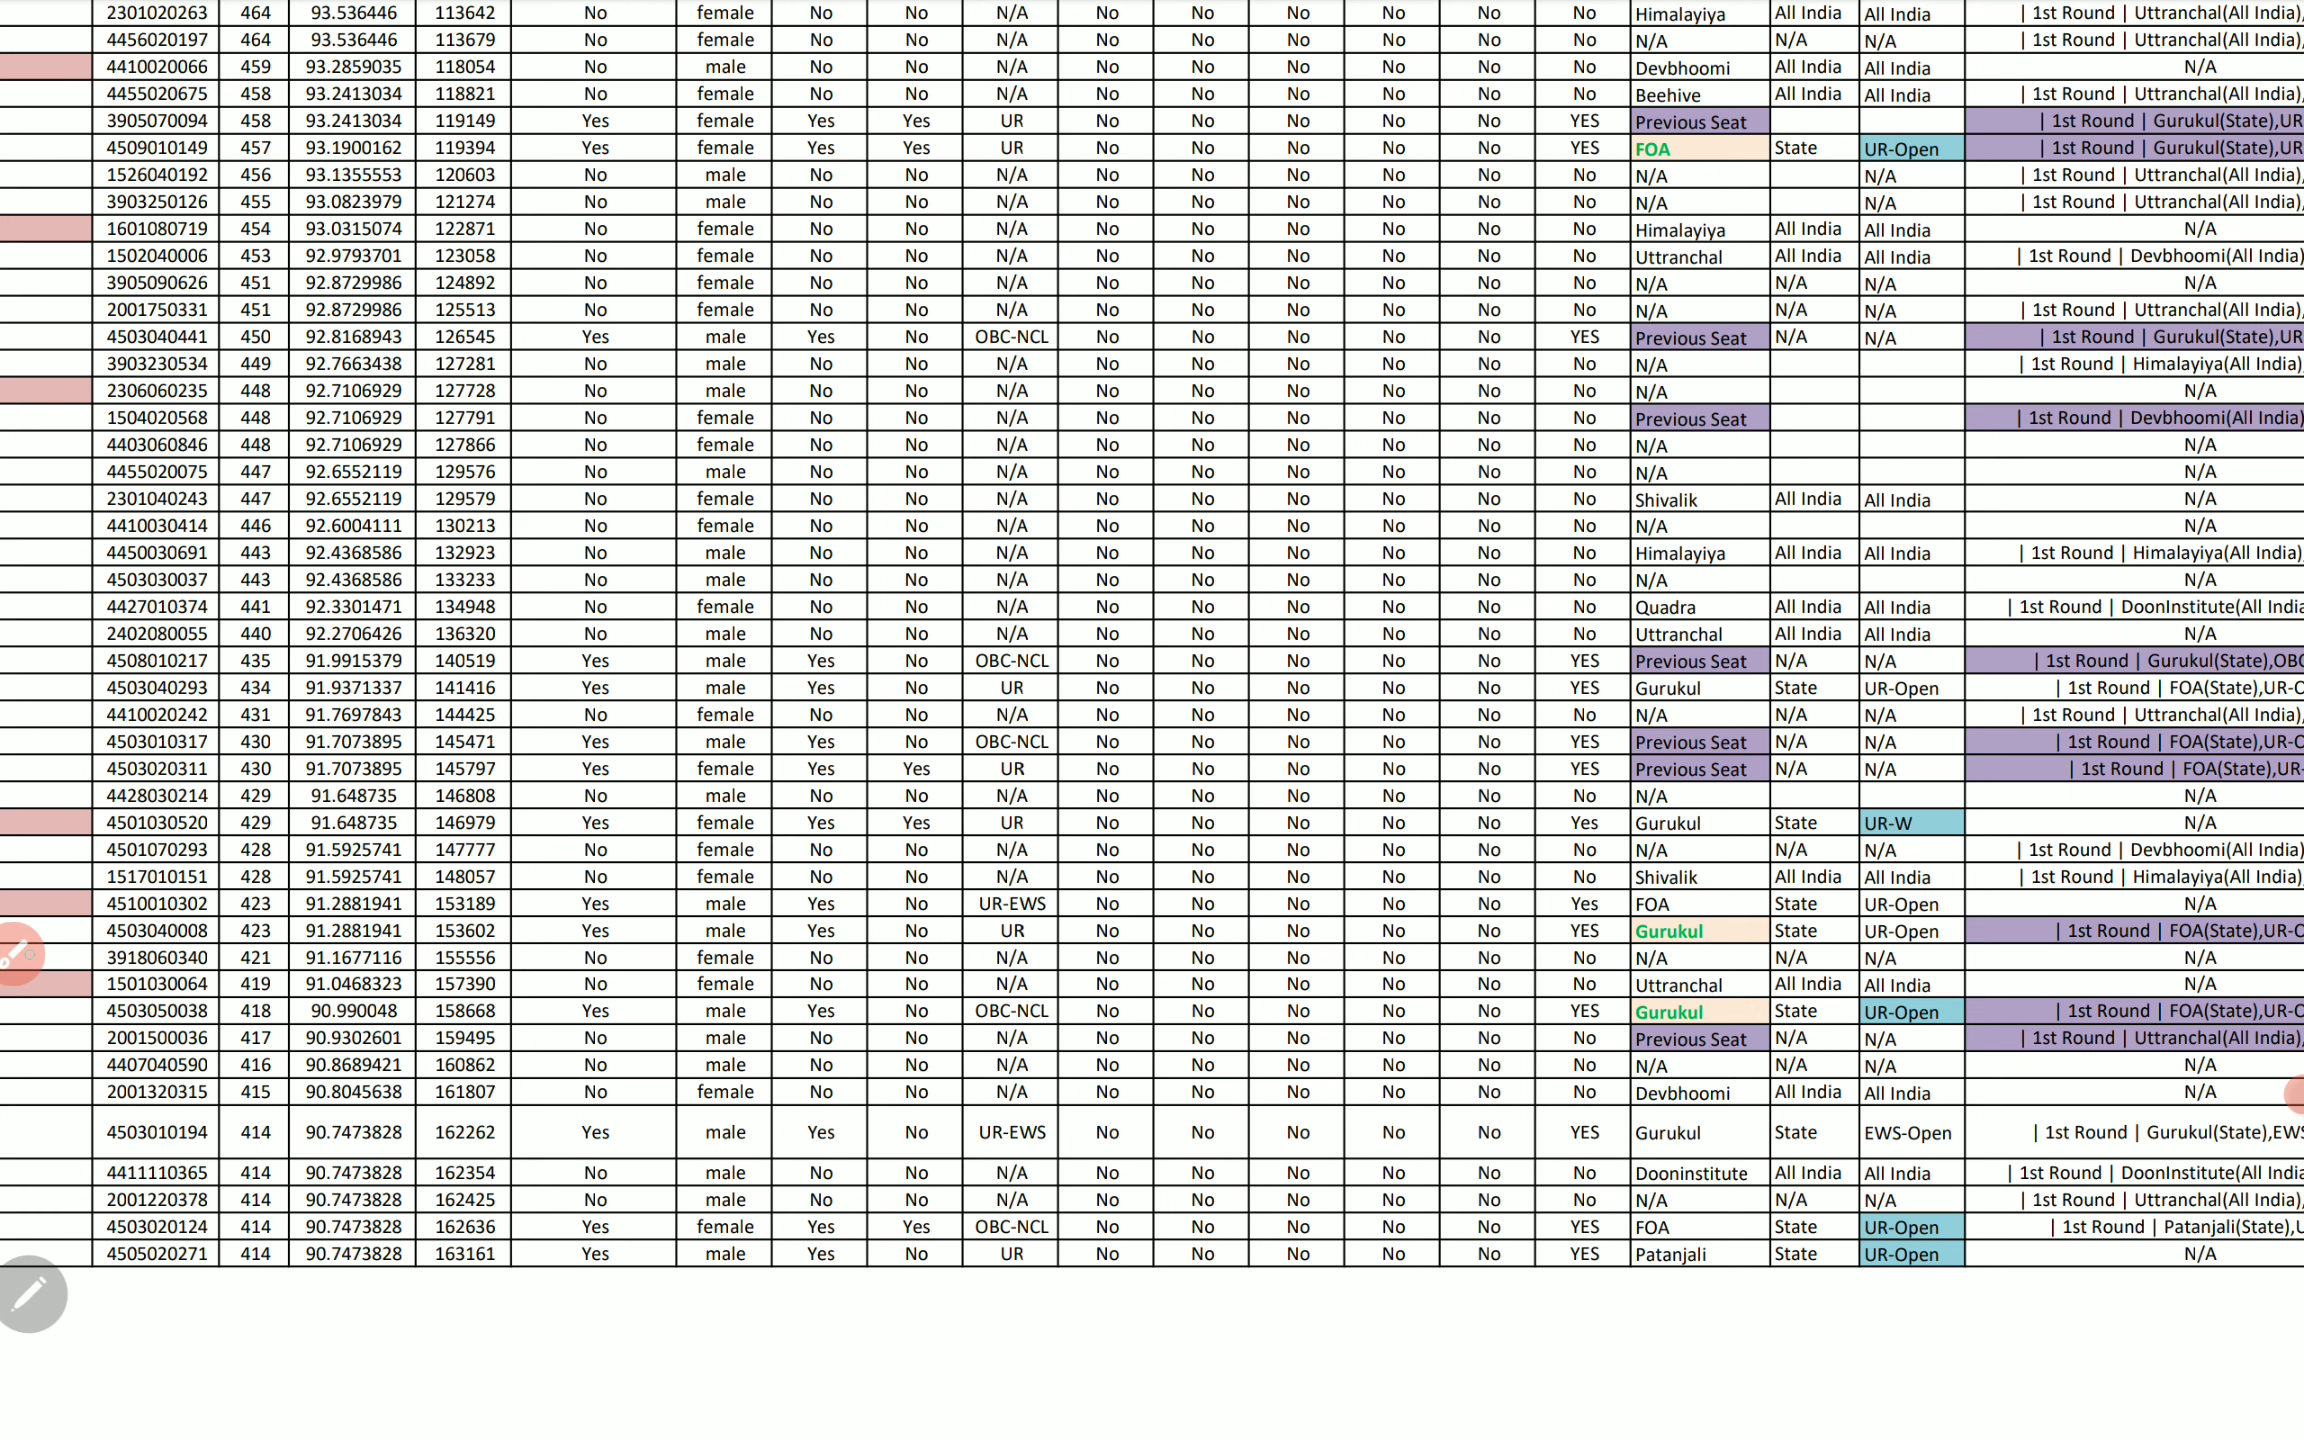 2301020263 464 93.536446 113642 No female No No N/A No No No No No No Himalayiya All India All India | 1st Round | Uttranchal(All India),
4456020197 464 93.536446 113679 No female No No N/A No No No No No No N/A N/A N/A | 1st Round | Uttranchal(All India),
4410020066 459 93.2859035 118054 No male No No N/A No No No No No No Devbhoomi All India All India N/A
4455020675 458 93.2413034 118821 No female No No N/A No No No No No No Beehive All India All India | 1st Round | Uttranchal(All India),
3905070094 458 93.2413034 119149 Yes female Yes Yes UR No No No No No YES Previous Seat | 1st Round | Gurukul(State),UR
4509010149 457 93.1900162 119394 Yes female Yes Yes UR No No No No No YES FOA State UR-Open | 1st Round | Gurukul(State),UR
1526040192 456 93.1355553 120603 No male No No N/A No No No No No No N/A N/A | 1st Round | Uttranchal(All India),
3903250126 455 93.0823979 121274 No male No No N/A No No No No No No N/A N/A | 1st Round | Uttranchal(All India),
1601080719 454 93.0315074 122871 No female No No N/A No No No No No No Himalayiya All India All India N/A
1502040006 453 92.9793701 123058 No female No No N/A No No No No No No Uttranchal All India All India | 1st Round | Devbhoomi(All India)
3905090626 451 92.8729986 124892 No female No No N/A No No No No No No N/A N/A N/A N/A
2001750331 451 92.8729986 125513 No female No No N/A No No No No No No N/A N/A N/A | 1st Round | Uttranchal(All India),
4503040441 450 92.8168943 126545 Yes male Yes No OBC-NCL No No No No No YES Previous Seat N/A N/A | 1st Round | Gurukul(State),UR
3903230534 449 92.7663438 127281 No male No No N/A No No No No No No N/A | 1st Round | Himalayiya(All India),
2306060235 448 92.7106929 127728 No male No No N/A No No No No No No N/A N/A
1504020568 448 92.7106929 127791 No female No No N/A No No No No No No Previous Seat | 1st Round | Devbhoomi(All India)
4403060846 448 92.7106929 127866 No female No No N/A No No No No No No N/A N/A
4455020075 447 92.6552119 129576 No male No No N/A No No No No No No N/A N/A
2301040243 447 92.6552119 129579 No female No No N/A No No No No No No Shivalik All India All India N/A
4410030414 446 92.6004111 130213 No female No No N/A No No No No No No N/A N/A
4450030691 443 92.4368586 132923 No male No No N/A No No No No No No Himalayiya All India All India | 1st Round | Himalayiya(All India),
4503030037 443 92.4368586 133233 No male No No N/A No No No No No No N/A N/A
4427010374 441 92.3301471 134948 No female No No N/A No No No No No No Quadra All India All India | 1st Round | DoonInstitute(All India
2402080055 440 92.2706426 136320 No male No No N/A No No No No No No Uttranchal All India All India N/A
4508010217 435 91.9915379 140519 Yes male Yes No OBC-NCL No No No No No YES Previous Seat N/A N/A | 1st Round | Gurukul(State),OBC
4503040293 434 91.9371337 141416 Yes male Yes No UR No No No No No YES Gurukul State UR-Open | 1st Round | FOA(State),UR-O
4410020242 431 91.7697843 144425 No female No No N/A No No No No No No N/A N/A N/A | 1st Round | Uttranchal(All India),
4503010317 430 91.7073895 145471 Yes male Yes No OBC-NCL No No No No No YES Previous Seat N/A N/A | 1st Round | FOA(State),UR-O
4503020311 430 91.7073895 145797 Yes female Yes Yes UR No No No No No YES Previous Seat N/A N/A | 1st Round | FOA(State),UR-
4428030214 429 91.648735 146808 No male No No N/A No No No No No No N/A N/A
4501030520 429 91.648735 146979 Yes female Yes Yes UR No No No No No Yes Gurukul State UR-W N/A
4501070293 428 91.5925741 147777 No female No No N/A No No No No No No N/A N/A N/A | 1st Round | Devbhoomi(All India)
1517010151 428 91.5925741 148057 No female No No N/A No No No No No No Shivalik All India All India | 1st Round | Himalayiya(All India),
4510010302 423 91.2881941 153189 Yes male Yes No UR-EWS No No No No No Yes FOA State UR-Open N/A
4503040008 423 91.2881941 153602 Yes male Yes No UR No No No No No YES Gurukul State UR-Open | 1st Round | FOA(State),UR-O
3918060340 421 91.1677116 155556 No female No No N/A No No No No No No N/A N/A N/A N/A
1501030064 419 91.0468323 157390 No female No No N/A No No No No No No Uttranchal All India All India N/A
4503050038 418 90.990048 158668 Yes male Yes No OBC-NCL No No No No No YES Gurukul State UR-Open | 1st Round | FOA(State),UR-O
2001500036 417 90.9302601 159495 No male No No N/A No No No No No No Previous Seat N/A N/A | 1st Round | Uttranchal(All India),
4407040590 416 90.8689421 160862 No male No No N/A No No No No No No N/A N/A N/A N/A
2001320315 415 90.8045638 161807 No female No No N/A No No No No No No Devbhoomi All India All India N/A
4503010194 414 90.7473828 162262 Yes male Yes No UR-EWS No No No No No YES Gurukul State EWS-Open | 1st Round | Gurukul(State),EWS
4411110365 414 90.7473828 162354 No male No No N/A No No No No No No Dooninstitute All India All India | 1st Round | DoonInstitute(All India
2001220378 414 90.7473828 162425 No male No No N/A No No No No No No N/A N/A N/A | 1st Round | Uttranchal(All India),
4503020124 414 90.7473828 162636 Yes female Yes Yes OBC-NCL No No No No No YES FOA State UR-Open | 1st Round | Patanjali(State),U
4505020271 414 90.7473828 163161 Yes male Yes No UR No No No No No YES Patanjali State UR-Open N/A